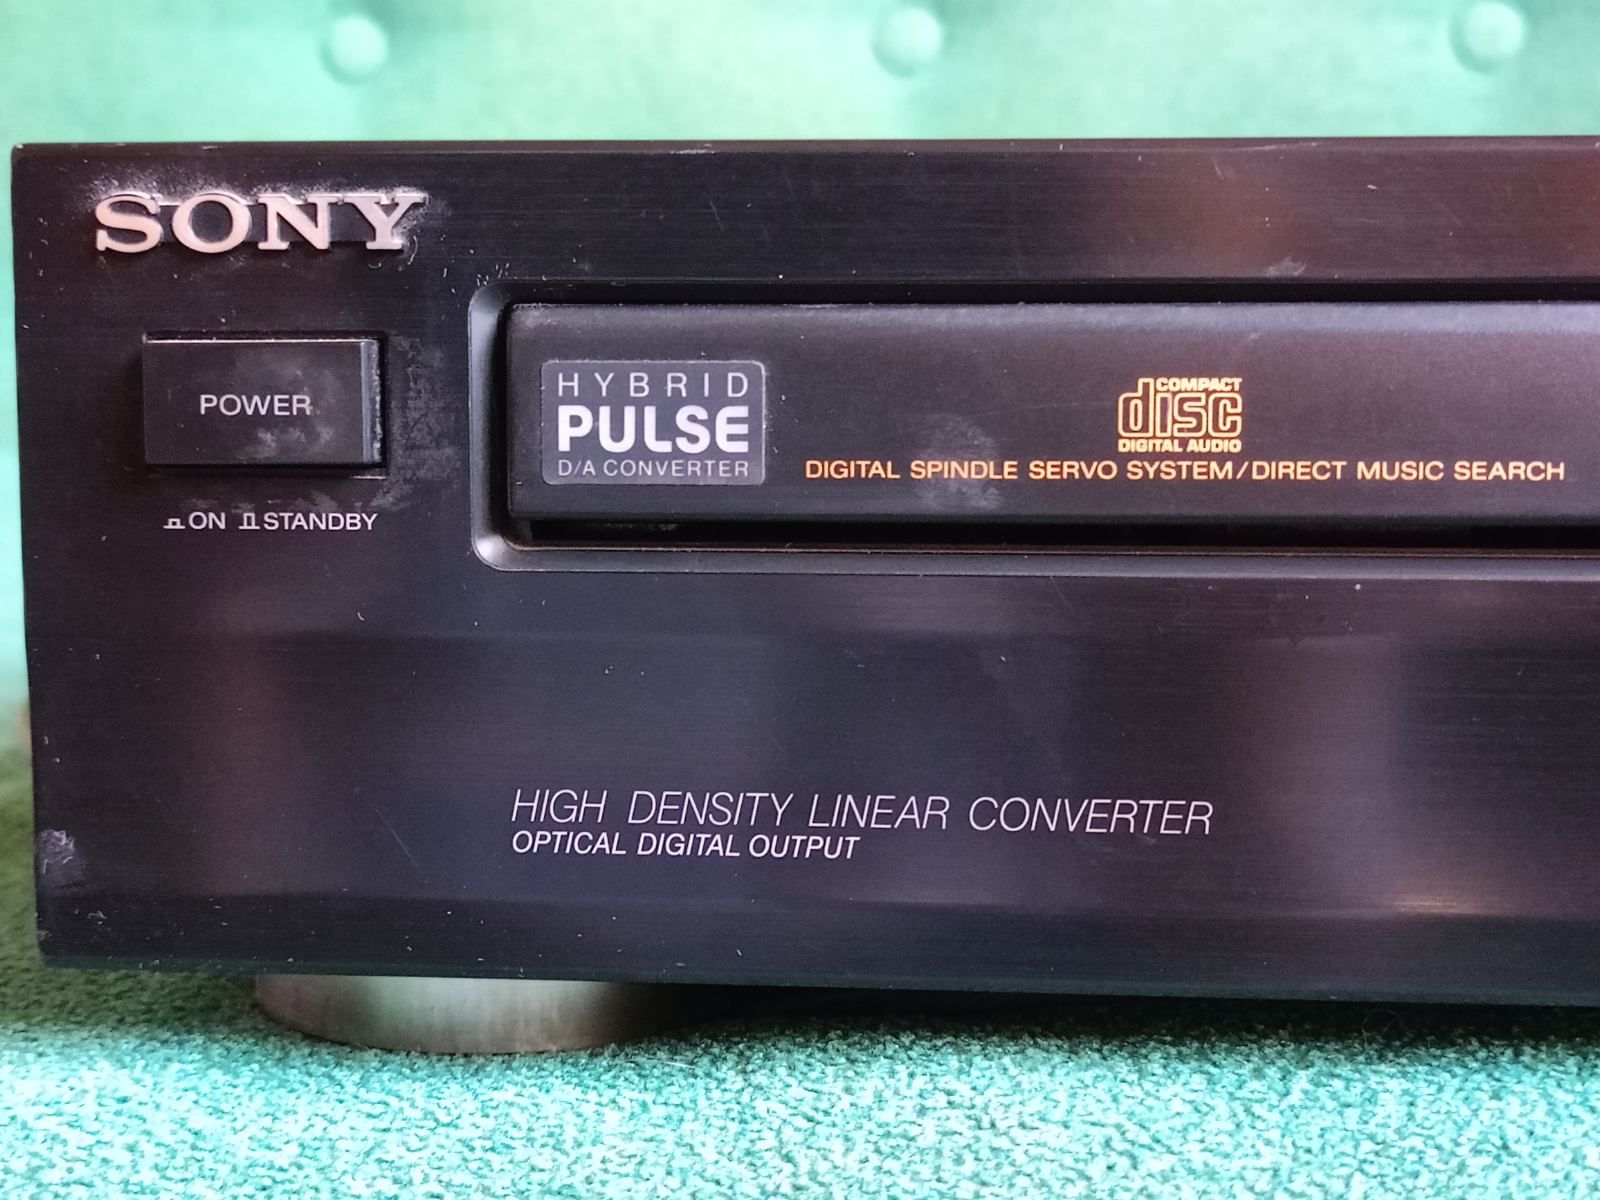 SONY
POWER
ON STANDBY
HYBRID
PULSE
D/A CONVERTER
COMPACT
disc
DIGITAL AUDIO
DIGITAL SPINDLE SERVO SYSTEM/DIRECT MUSIC SEARCH
HIGH DENSITY LINEAR CONVERTER
OPTICAL DIGITAL OUTPUT